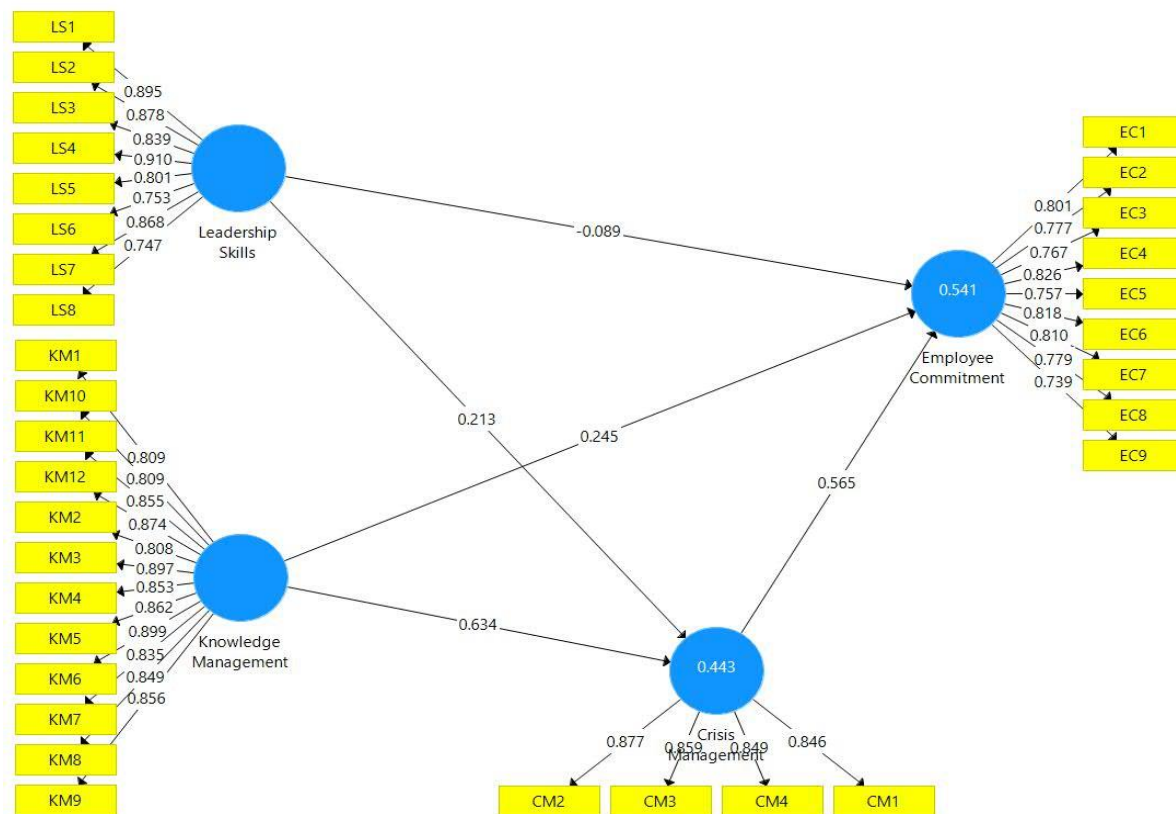 LS1
LS2
LS3
LS4
LS5
LS6
LS7
LS8
0.895
0.878
0.839
0.910
0.801
0.753
0.868
0.747
Leadership
Skills
KM1
KM10
KM11
KM12
KM2
KM3
KM4
KM5
KM6
KM7
KM8
KM9
0.809
0.809
0.855
0.874
0.808
0.897
0.853
0.862
0.899
0.835
0.849
0.856
Knowledge
Management
-0.089
0.213
0.245
0.634
0.565
0.541
Employee
Commitment
0.801
0.777
0.767
0.826
0.757
0.818
0.810
0.779
0.739
EC1
EC2
EC3
EC4
EC5
EC6
EC7
EC8
EC9
0.443
Crisis
Management
0.877
0.859
0.849
0.846
CM2
CM3
CM4
CM1